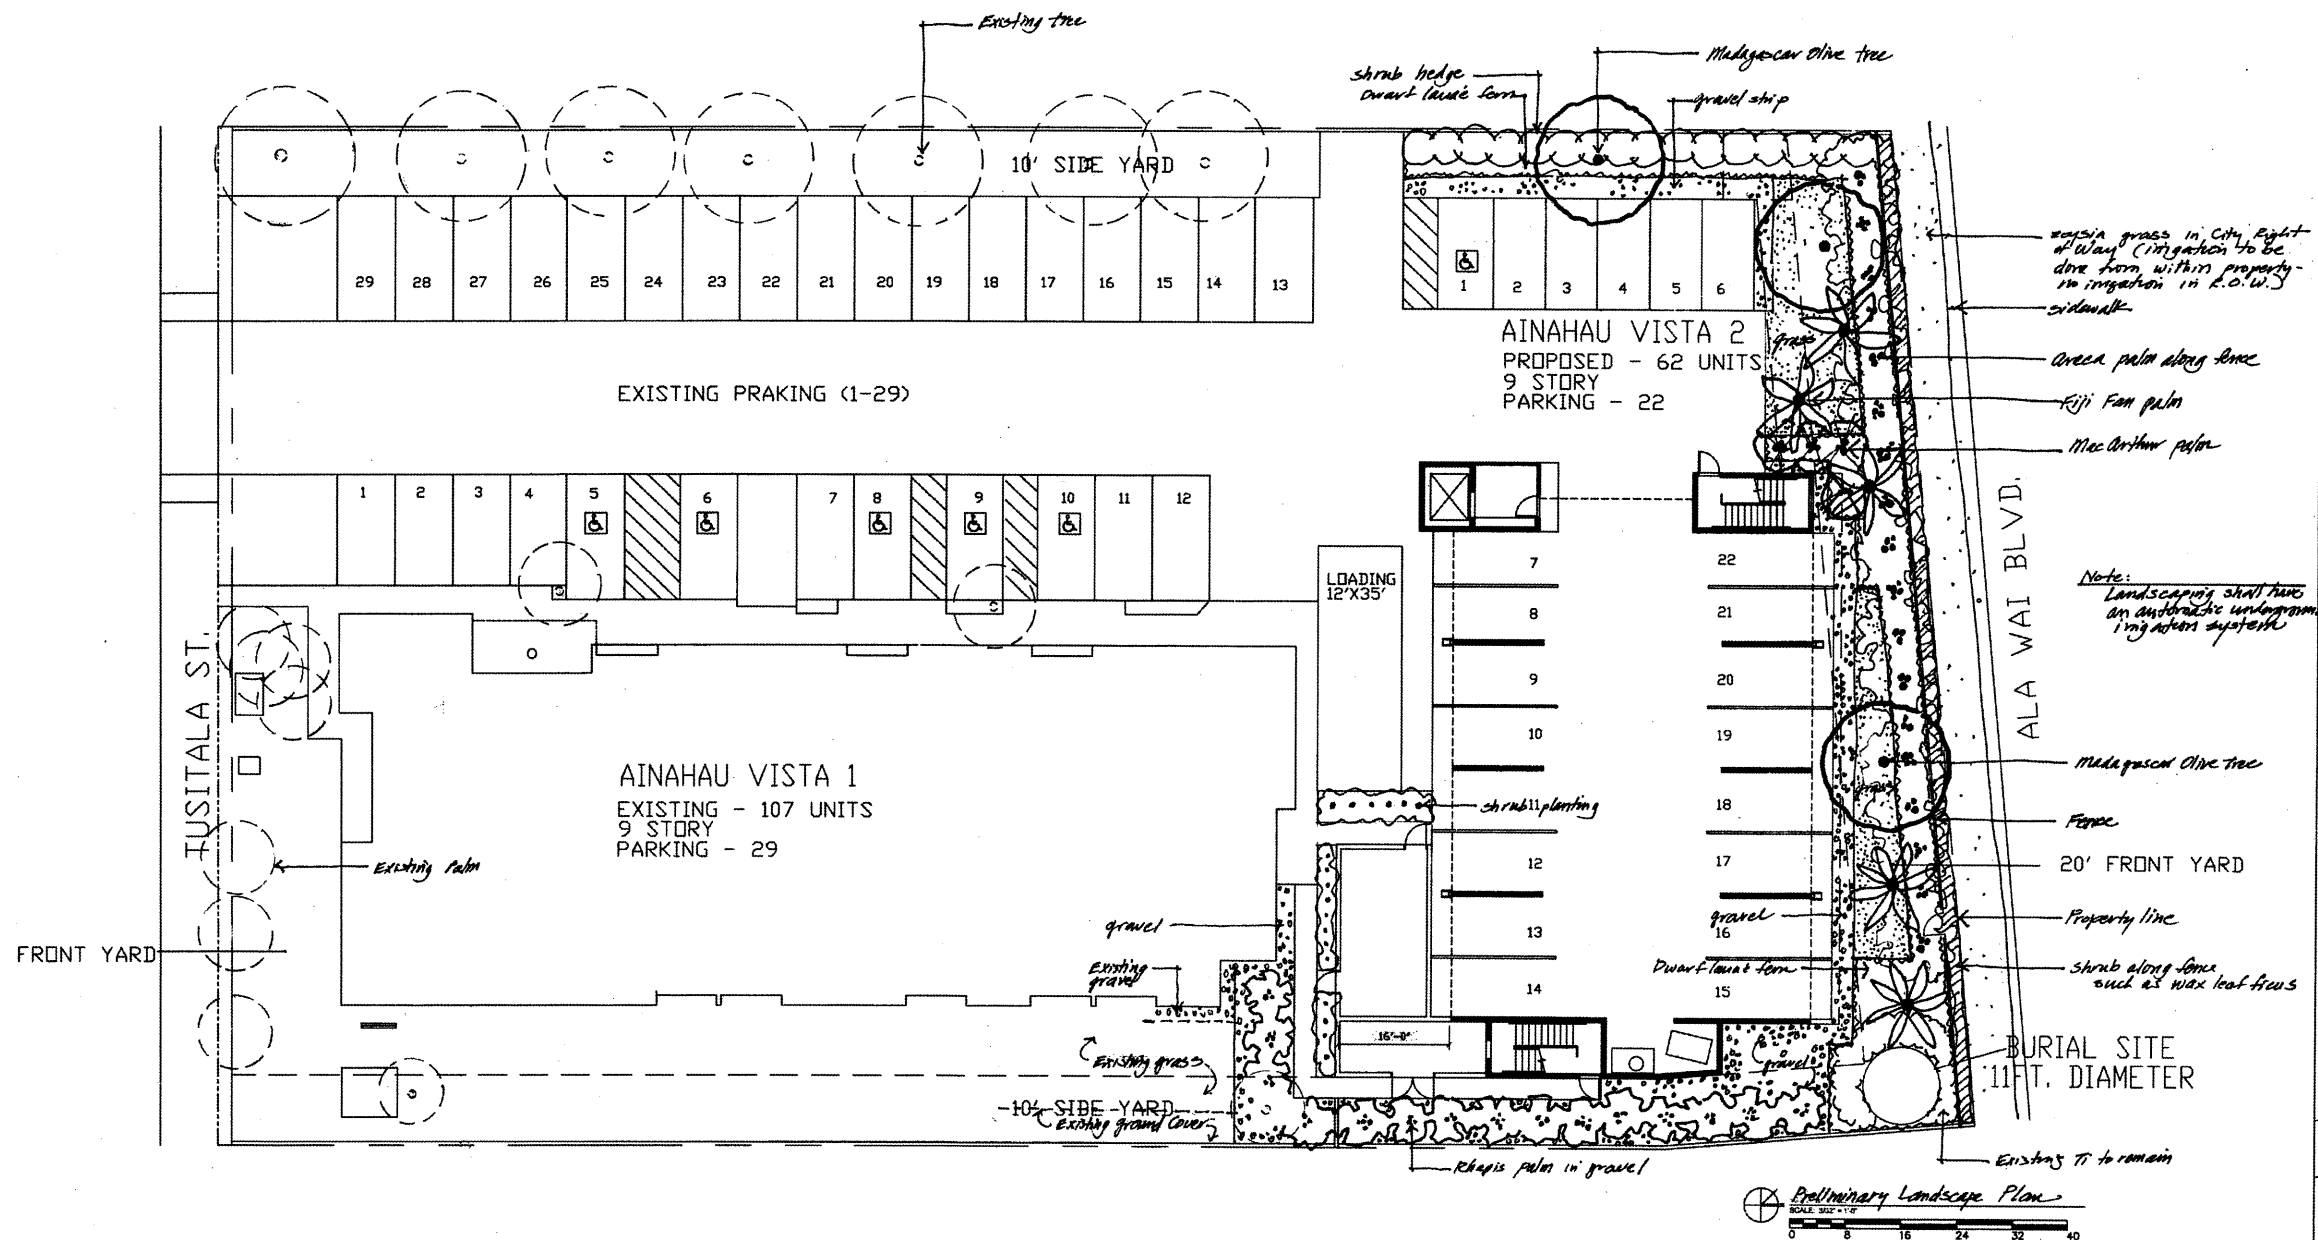 Existing tree
Madagascar Olive tree
shrub hedge
Dwarf lauaé fern
gravel strip
10' SIDE YARD
29 28 27 26 25 24 23 22 21 20 19 18 17 16 15 14 13
1 2 3 4 5 6
zoysia grass in City Right
of Way (irrigation to be
done from within property-
no irrigation in R.O.W.)
sidewalk
AINAHAU VISTA 2
PROPOSED - 62 UNITS
9 STORY
PARKING - 22
grass
Areca palm along fence
EXISTING PRAKING (1-29)
Fiji Fan palm
MacArthur palm
1 2 3 4 5 6 7 8 9 10 11 12
ALA WAI BLVD.
LOADING
12'X35'
7 22
8 21
9 20
10 19
11 18
12 17
13 16
14 15
Note:
Landscaping shall have
an automatic underground
irrigation system
TUSITALA ST.
AINAHAU VISTA 1
EXISTING - 107 UNITS
9 STORY
PARKING - 29
shrub planting
Madagascar Olive tree
grass
Fence
20' FRONT YARD
Existing Palm
gravel
gravel
Property line
FRONT YARD
Existing
gravel
Dwarf lauaé fern
shrub along fence
such as wax leaf ficus
16'-0"
Existing grass
gravel
BURIAL SITE
11FT. DIAMETER
10' SIDE YARD
Existing ground cover
Rhapis palm in gravel
Existing Ti to remain
Preliminary Landscape Plan
SCALE: 3/32" = 1'-0"
0 8 16 24 32 40